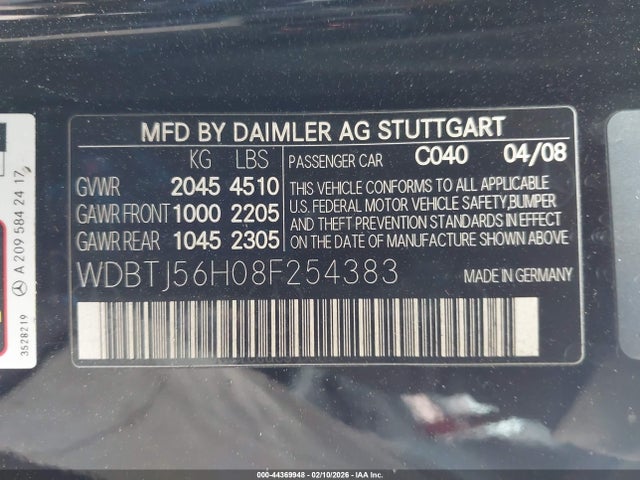 MFD BY DAIMLER AG STUTTGART
KG LBS
GVWR 2045 4510
GAWR FRONT 1000 2205
GAWR REAR 1045 2305
PASSENGER CAR C040 04/08
THIS VEHICLE CONFORMS TO ALL APPLICABLE
U.S. FEDERAL MOTOR VEHICLE SAFETY,BUMPER
AND THEFT PREVENTION STANDARDS IN EFFECT
ON THE DATE OF MANUFACTURE SHOWN ABOVE.
WDBTJ56H08F254383
MADE IN GERMANY
A 209 584 24 17
3528219
000-44369948 - 02/10/2026 - IAA Inc.